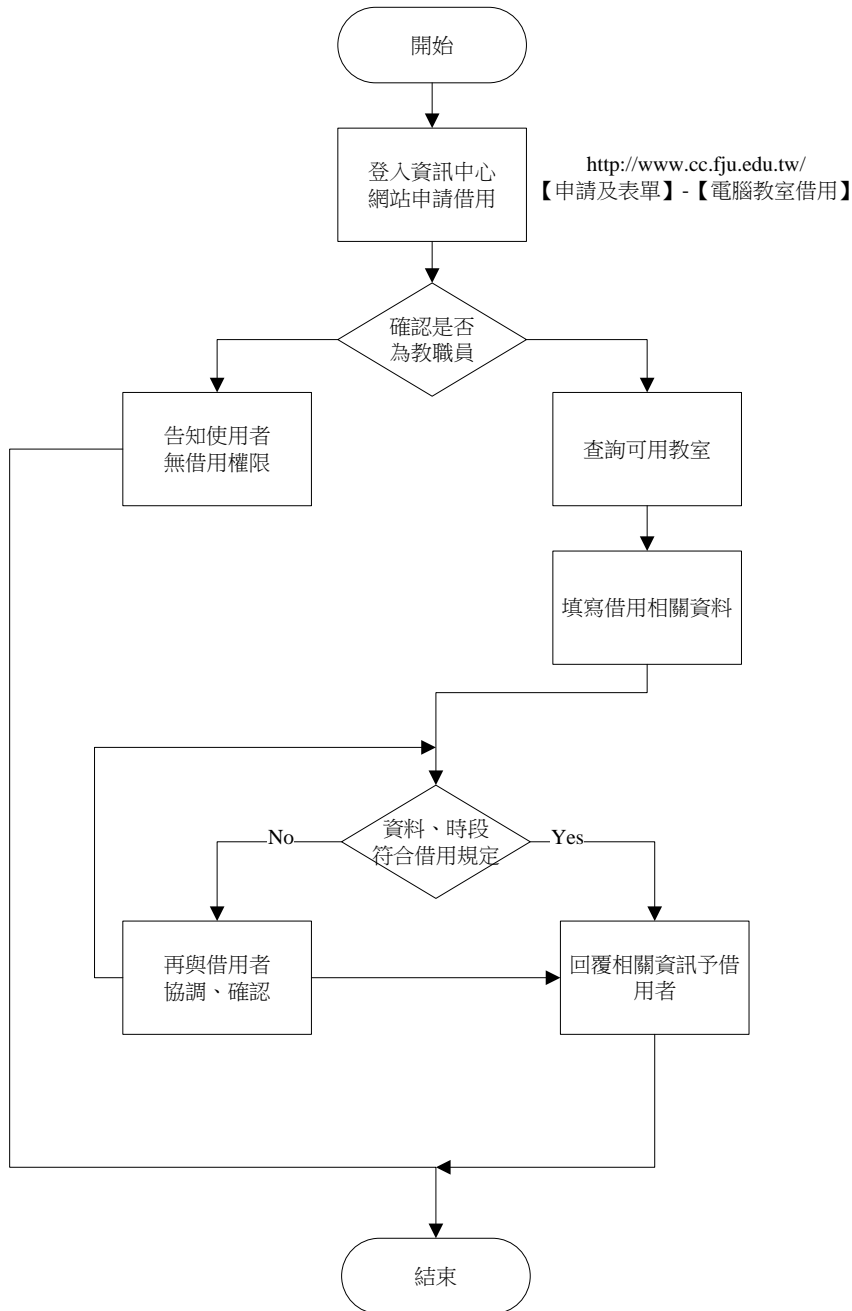 開始
登入資訊中心
網站申請借用
http://www.cc.fju.edu.tw/
【申請及表單】-【電腦教室借用】
確認是否
為教職員
告知使用者
無借用權限
查詢可用教室
填寫借用相關資料
資料、時段
符合借用規定
No
Yes
再與借用者
協調、確認
回覆相關資訊予借
用者
結束